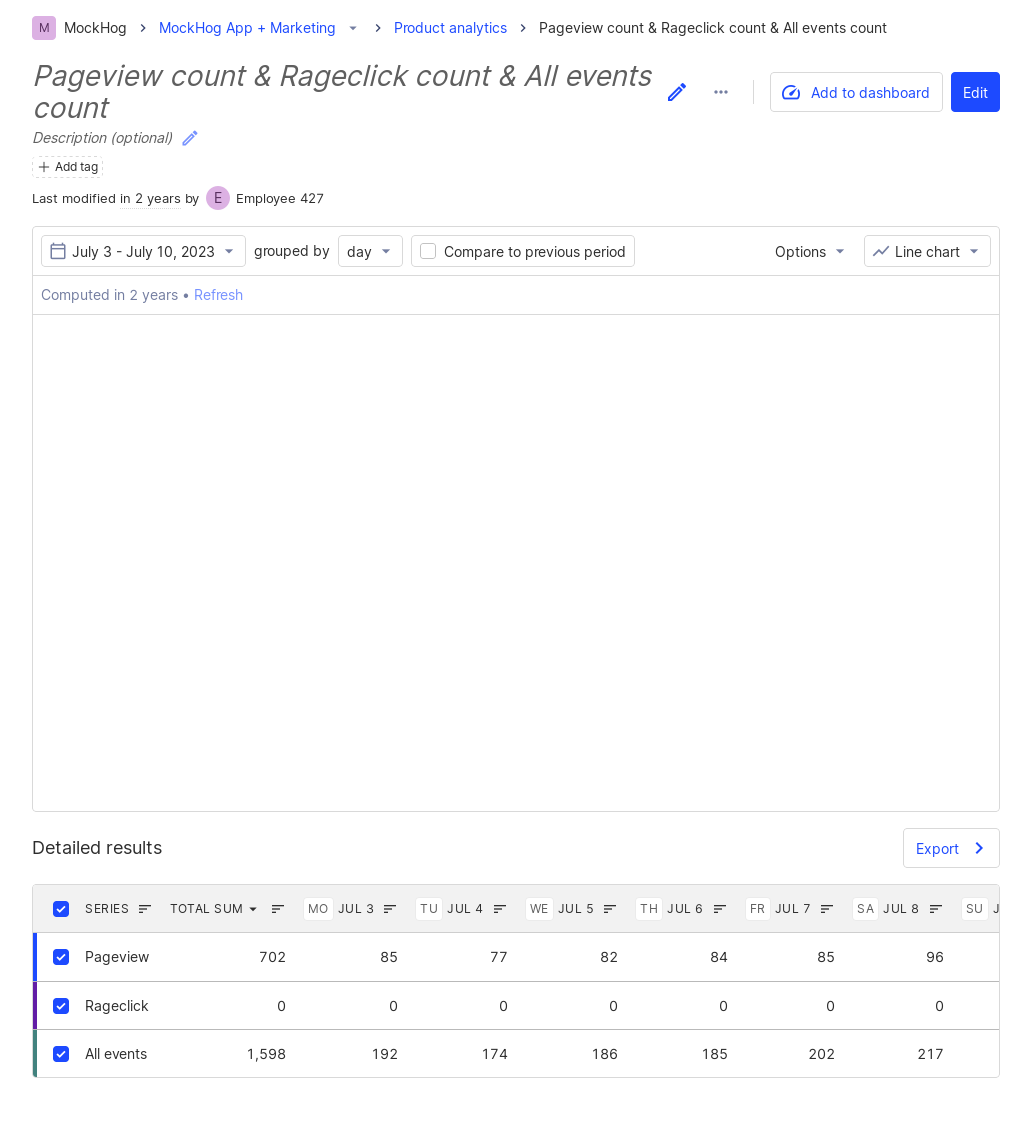 M MockHog MockHog App + Marketing Product analytics Pageview count & Rageclick count & All events count
Pageview count & Rageclick count & All events
count
Add to dashboard Edit
Description (optional)
Add tag
Last modified in 2 years by E Employee 427
July 3 - July 10, 2023 grouped by day Compare to previous period Options Line chart
Computed in 2 years • Refresh
Detailed results Export
SERIES TOTAL SUM MO JUL 3 TU JUL 4 WE JUL 5 TH JUL 6 FR JUL 7 SA JUL 8 SU
Pageview 702 85 77 82 84 85 96
Rageclick 0 0 0 0 0 0 0
All events 1,598 192 174 186 185 202 217